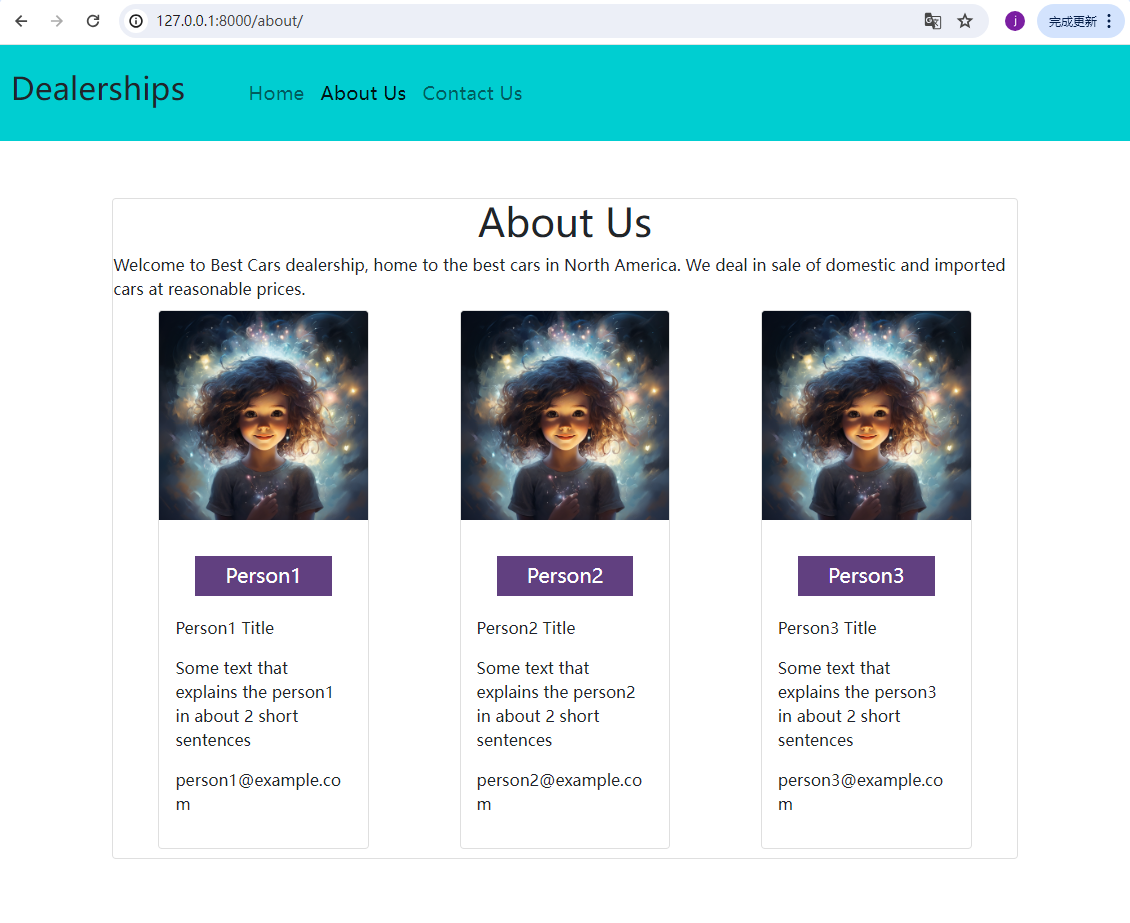 127.0.0.1:8000/about/
j
完成更新
Dealerships
Home About Us Contact Us
About Us
Welcome to Best Cars dealership, home to the best cars in North America. We deal in sale of domestic and imported
cars at reasonable prices.
Person1
Person1 Title
Some text that
explains the person1
in about 2 short
sentences
person1@example.co
m
Person2
Person2 Title
Some text that
explains the person2
in about 2 short
sentences
person2@example.co
m
Person3
Person3 Title
Some text that
explains the person3
in about 2 short
sentences
person3@example.co
m